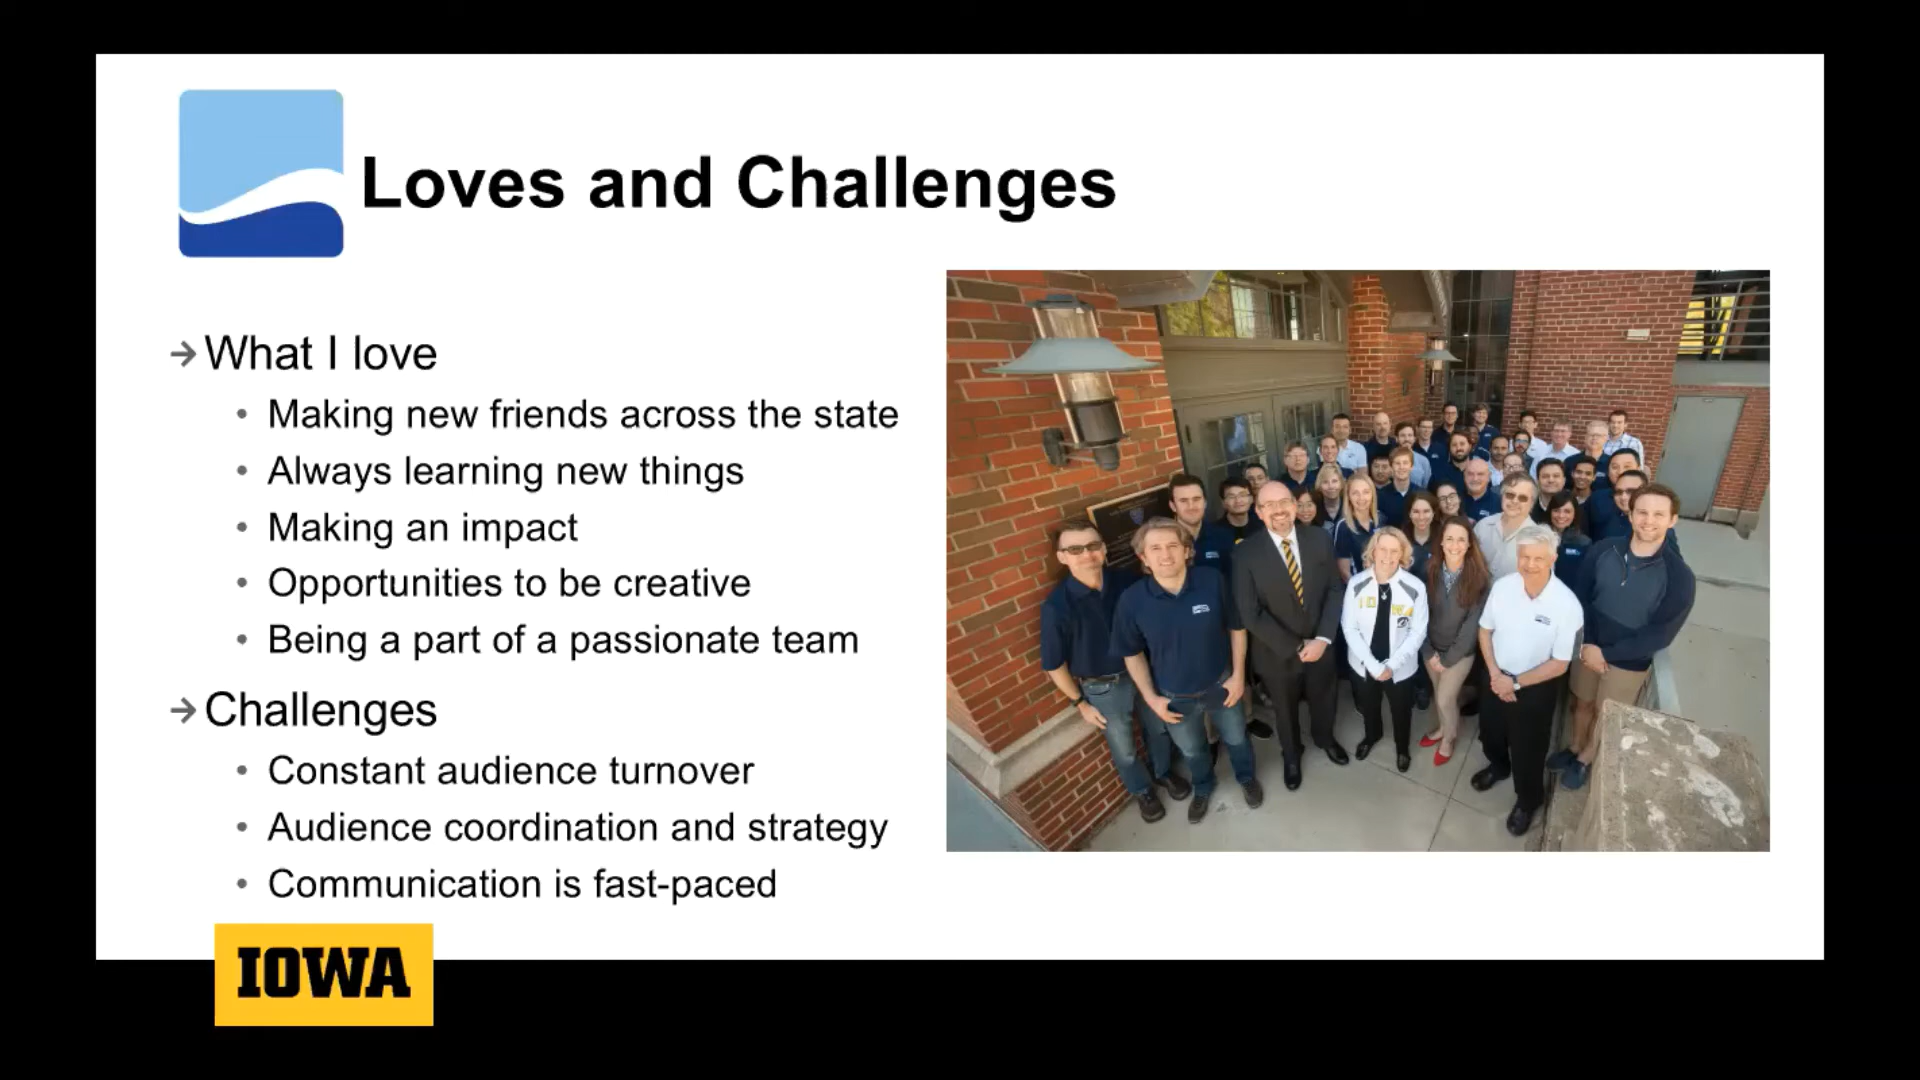 Loves and Challenges
→ What I love
• Making new friends across the state
• Always learning new things
• Making an impact
• Opportunities to be creative
• Being a part of a passionate team
→ Challenges
• Constant audience turnover
• Audience coordination and strategy
• Communication is fast-paced
IOWA